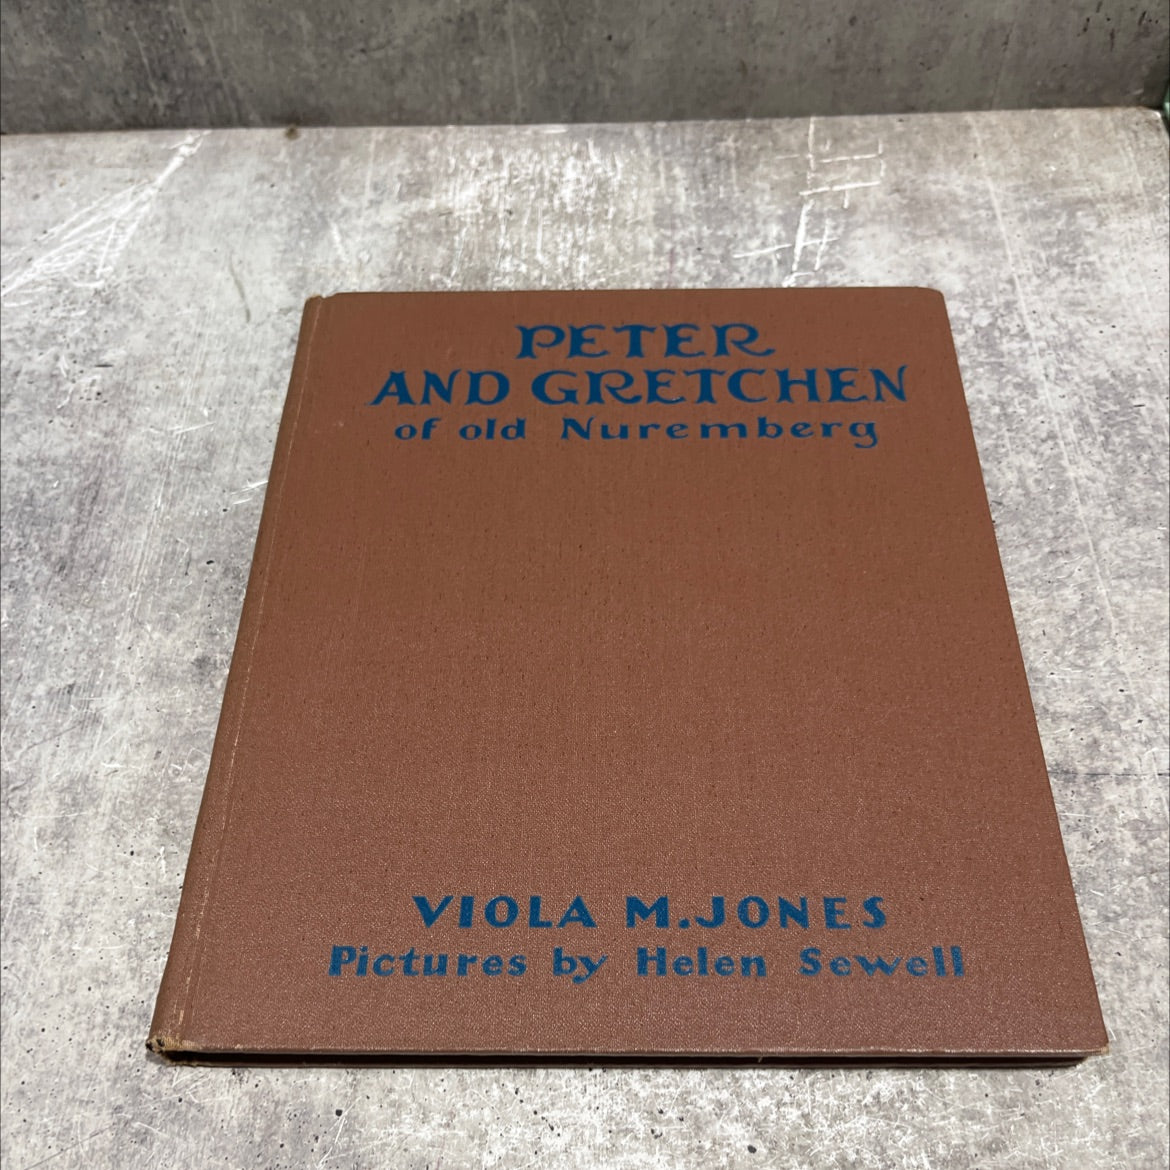 PETER
AND GRETCHEN
of old Nuremberg
VIOLA M. JONES
Pictures by Helen Sewell